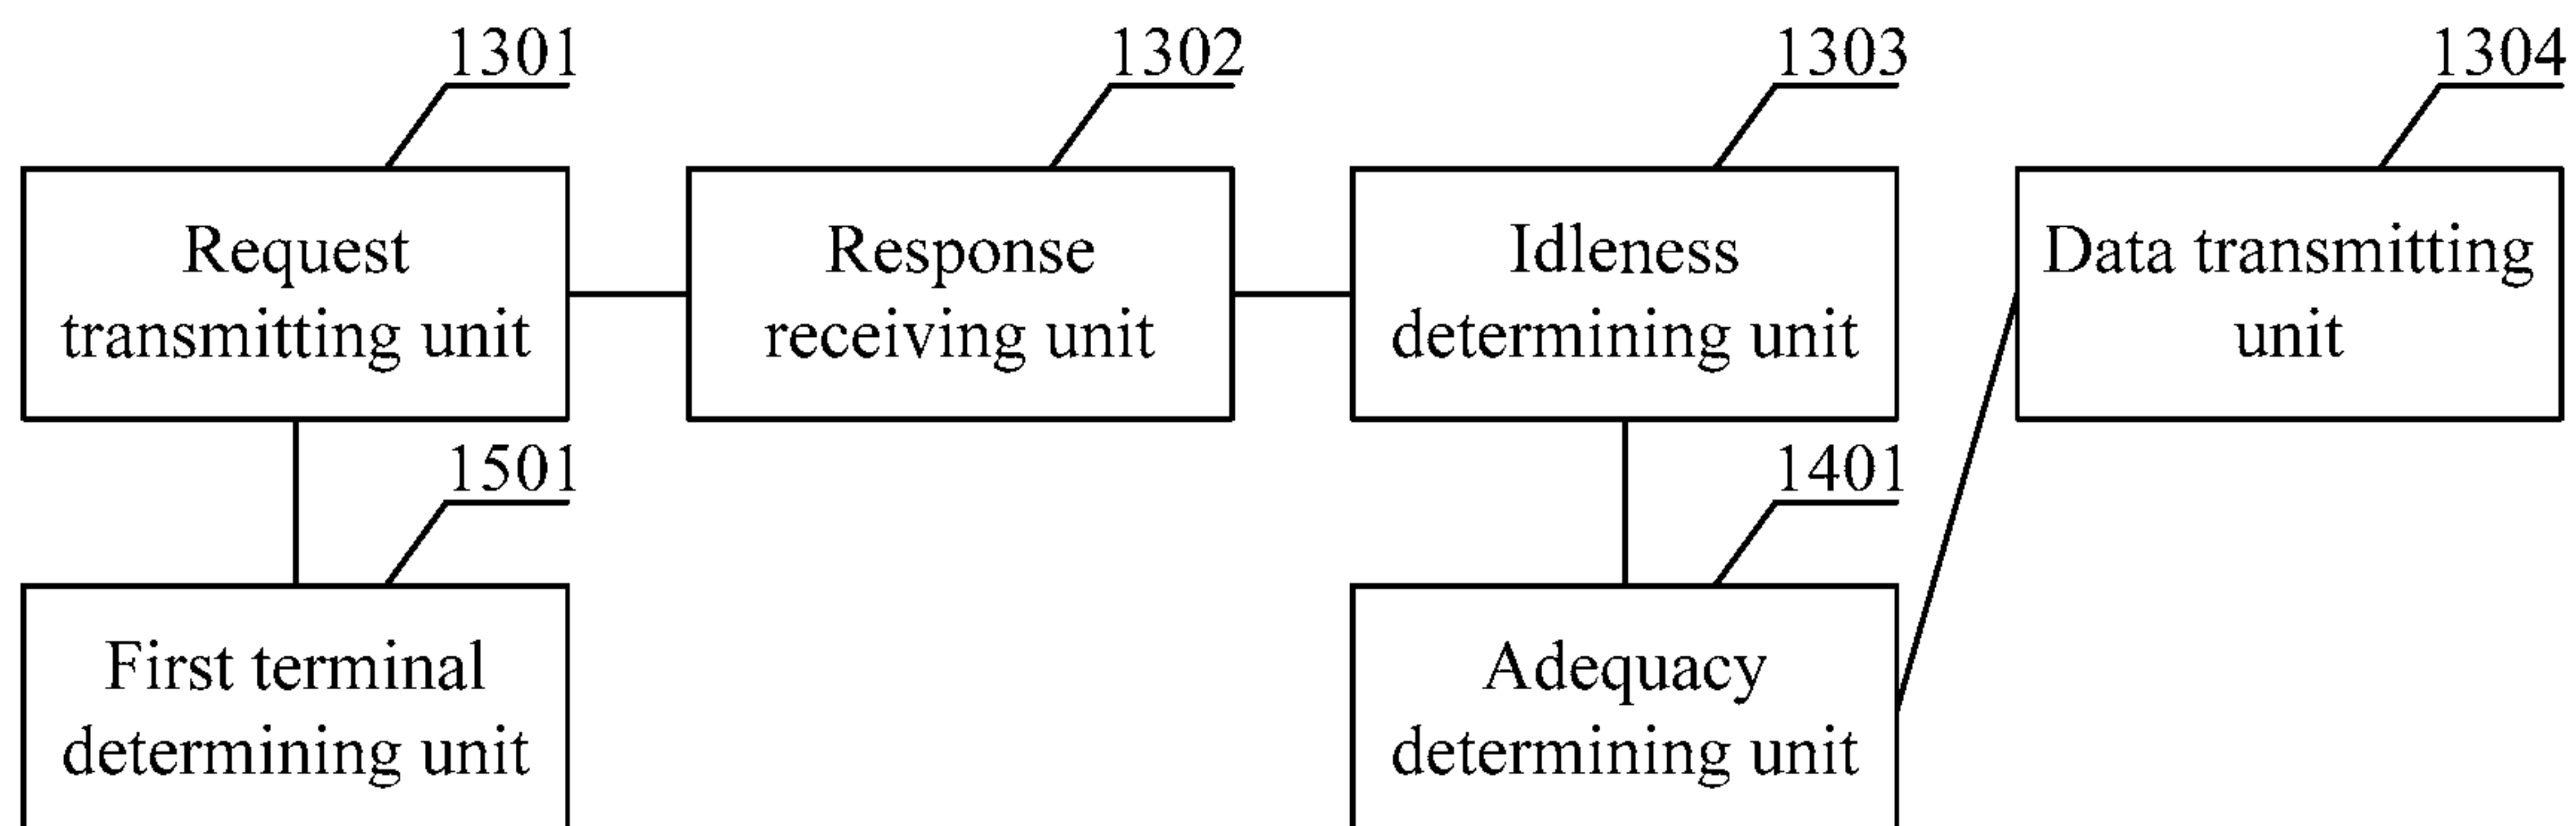 1301
1302
1303
1304
Request
transmitting unit
Response
receiving unit
Idleness
determining unit
Data transmitting
unit
1501
1401
First terminal
determining unit
Adequacy
determining unit